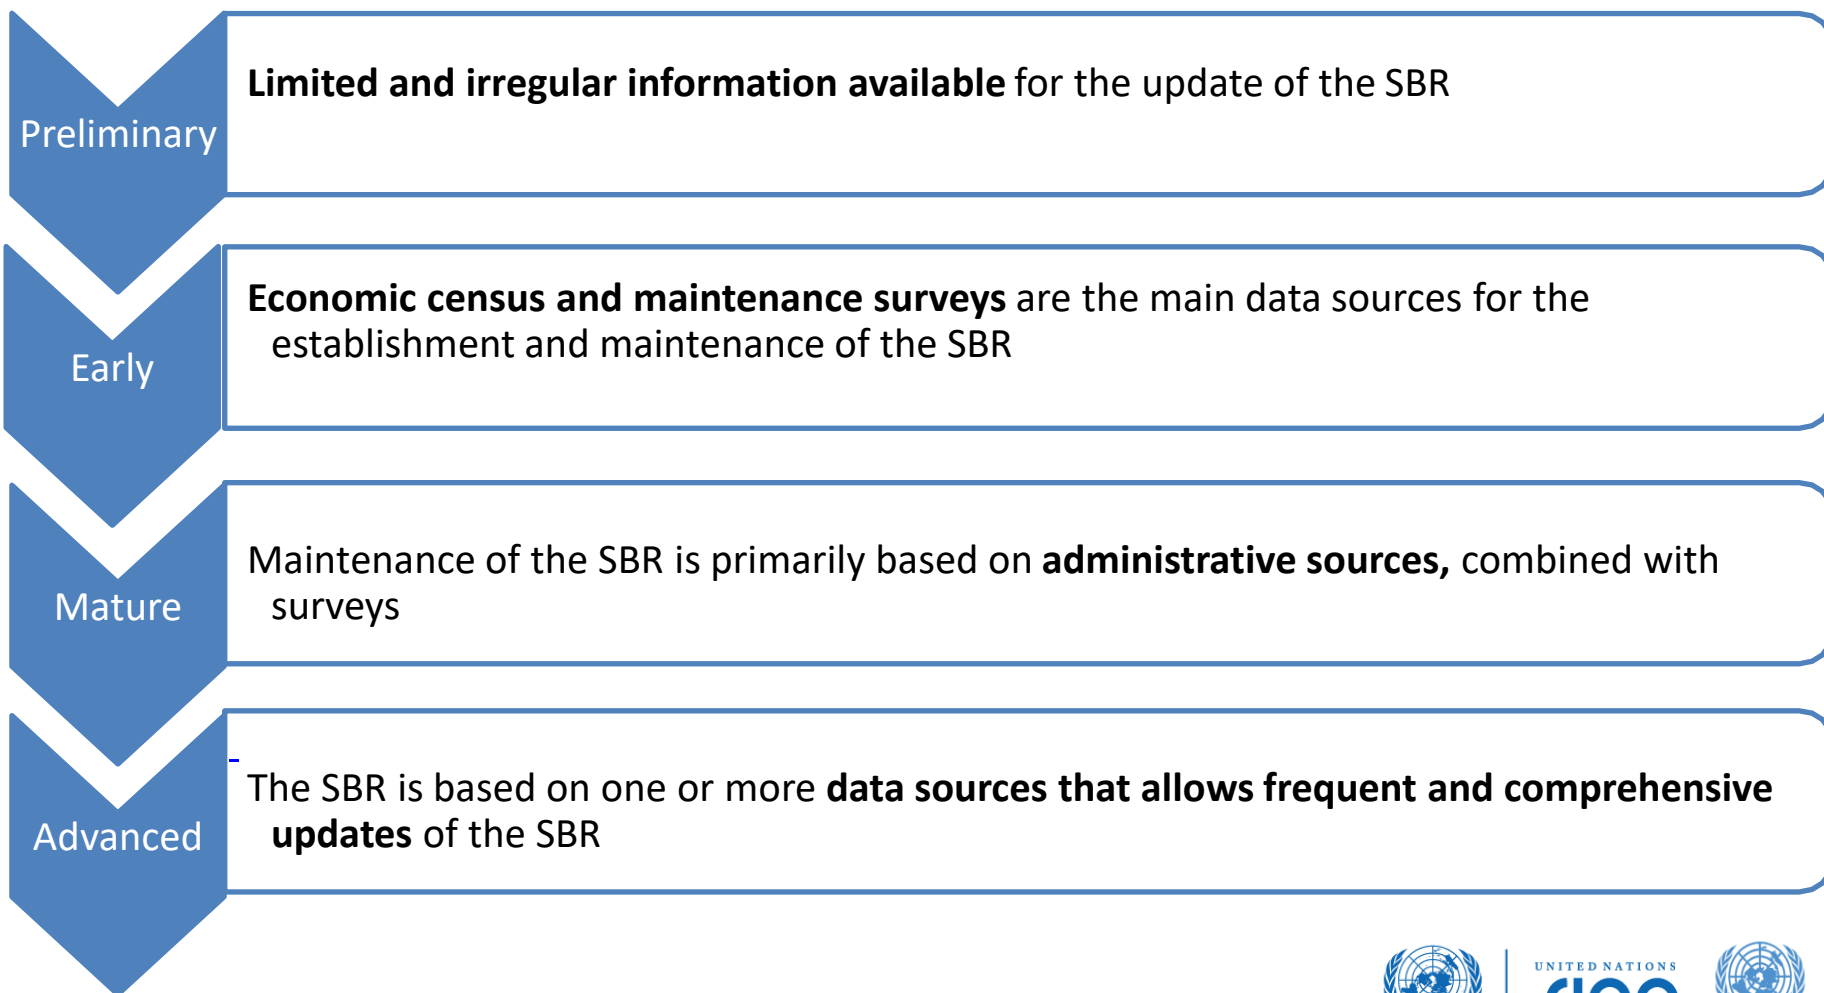 Preliminary
Limited and irregular information available for the update of the SBR
Early
Economic census and maintenance surveys are the main data sources for the
establishment and maintenance of the SBR
Mature
Maintenance of the SBR is primarily based on administrative sources, combined with
surveys
Advanced
The SBR is based on one or more data sources that allows frequent and comprehensive
updates of the SBR
UNITED NATIONS